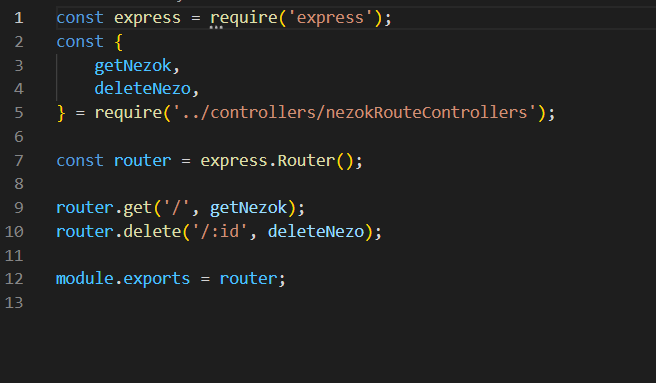 1 const express = require('express');
2 const {
3     getNezok,
4     deleteNezo,
5 } = require('../controllers/nezokRouteControllers');
6
7 const router = express.Router();
8
9 router.get('/', getNezok);
10 router.delete('/:id', deleteNezo);
11
12 module.exports = router;
13